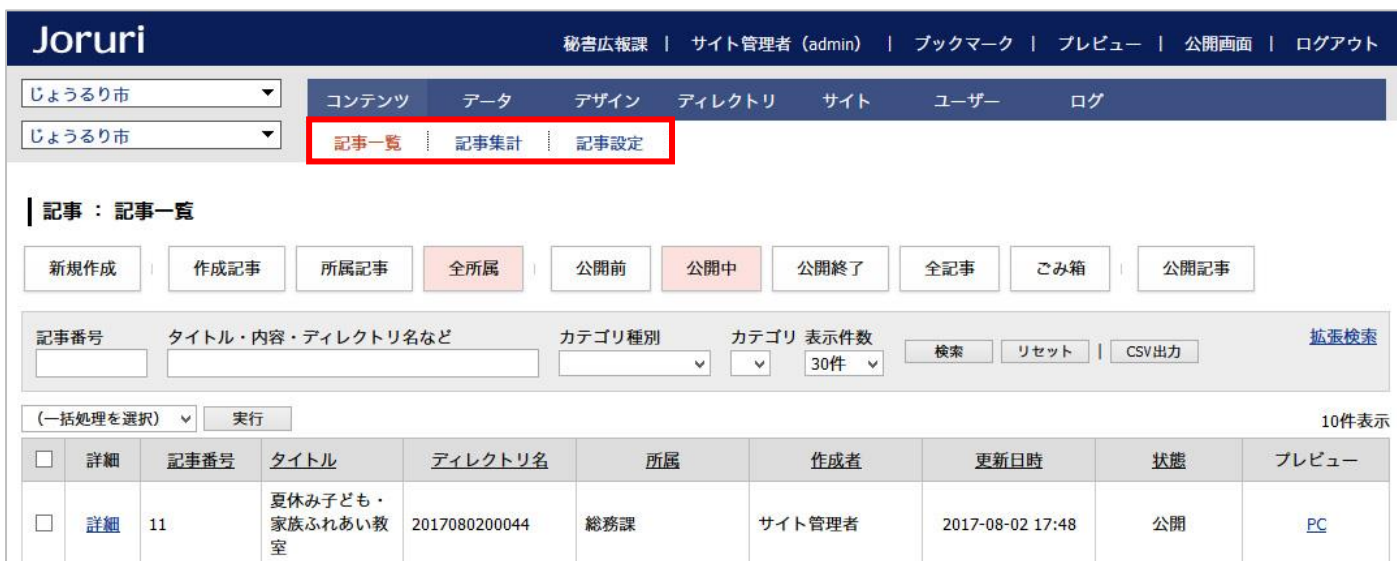 Joruri
秘書広報課 | サイト管理者（admin） | ブックマーク | プレビュー | 公開画面 | ログアウト
じょうるり市
コンテンツ データ デザイン ディレクトリ サイト ユーザー ログ
じょうるり市
記事一覧 記事集計 記事設定
記事 ： 記事一覧
新規作成 作成記事 所属記事 全所属 公開前 公開中 公開終了 全記事 ごみ箱 公開記事
記事番号 タイトル・内容・ディレクトリ名など カテゴリ種別 カテゴリ 表示件数
30件 検索 リセット | CSV出力 拡張検索
（一括処理を選択） 実行 10件表示
詳細 記事番号 タイトル ディレクトリ名 所属 作成者 更新日時 状態 プレビュー
詳細 11 夏休み子ども・
家族ふれあい教
室 2017080200044 総務課 サイト管理者 2017-08-02 17:48 公開 PC